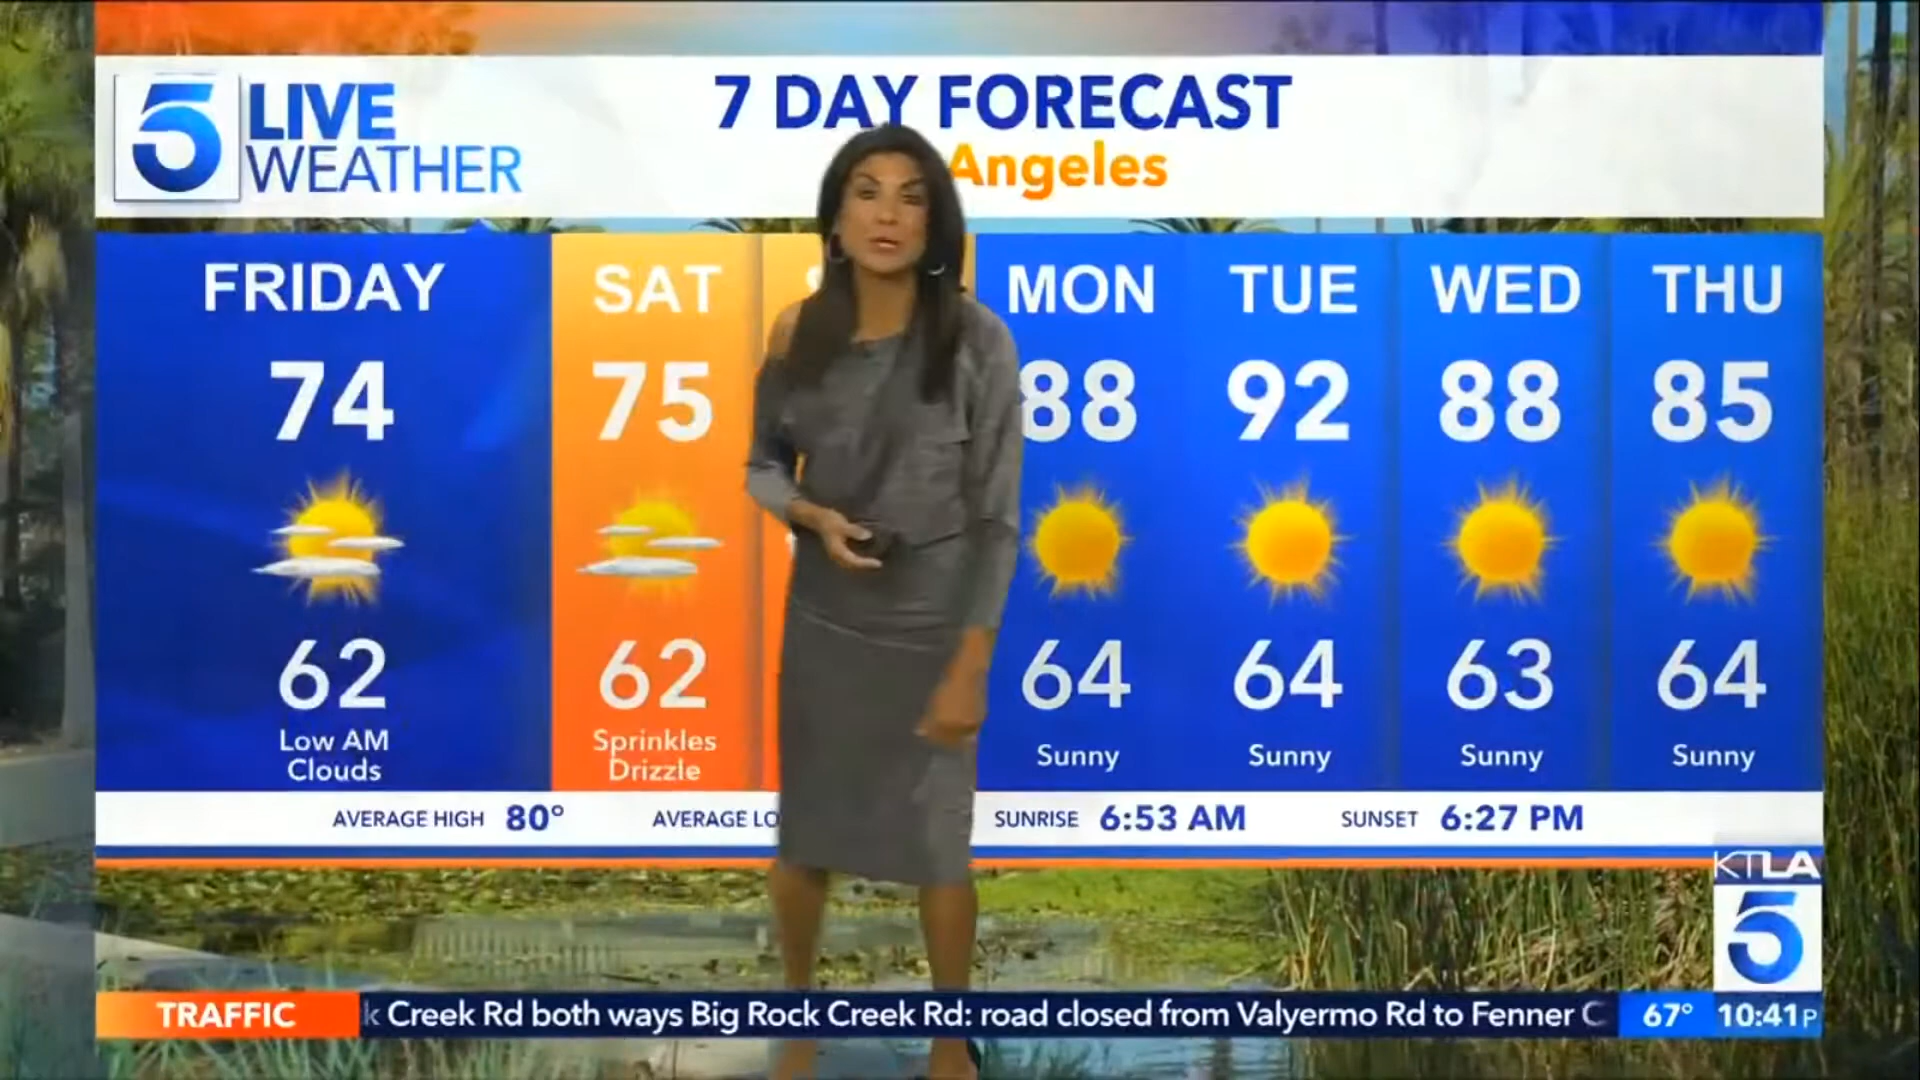 5 LIVE
WEATHER
7 DAY FORECAST
Angeles
FRIDAY
74
62
Low AM
Clouds
SAT
75
62
Sprinkles
Drizzle
MON
88
64
Sunny
TUE
92
64
Sunny
WED
88
63
Sunny
THU
85
64
Sunny
AVERAGE HIGH 80°
AVERAGE LO
SUNRISE 6:53 AM
SUNSET 6:27 PM
KTLA
5
TRAFFIC
k Creek Rd both ways Big Rock Creek Rd: road closed from Valyermo Rd to Fenner C
67° 10:41P